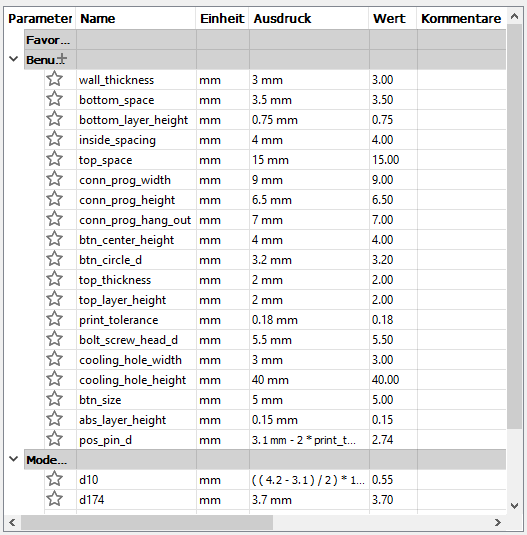 Parameter Name Einheit Ausdruck Wert Kommentare
Favor...
Benu...
wall_thickness mm 3 mm 3.00
bottom_space mm 3.5 mm 3.50
bottom_layer_height mm 0.75 mm 0.75
inside_spacing mm 4 mm 4.00
top_space mm 15 mm 15.00
conn_prog_width mm 9 mm 9.00
conn_prog_height mm 6.5 mm 6.50
conn_prog_hang_out mm 7 mm 7.00
btn_center_height mm 4 mm 4.00
btn_circle_d mm 3.2 mm 3.20
top_thickness mm 2 mm 2.00
top_layer_height mm 2 mm 2.00
print_tolerance mm 0.18 mm 0.18
bolt_screw_head_d mm 5.5 mm 5.50
cooling_hole_width mm 3 mm 3.00
cooling_hole_height mm 40 mm 40.00
btn_size mm 5 mm 5.00
abs_layer_height mm 0.15 mm 0.15
pos_pin_d mm 3.1 mm - 2 * print_t... 2.74
Mode...
d10 mm ( ( 4.2 - 3.1 ) / 2 ) * 1... 0.55
d174 mm 3.7 mm 3.70